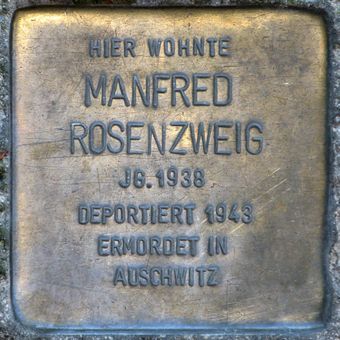 HIER WOHNTE
MANFRED
ROSENZWEIG
JG.1938
DEPORTIERT 1943
ERMORDET IN
AUSCHWITZ